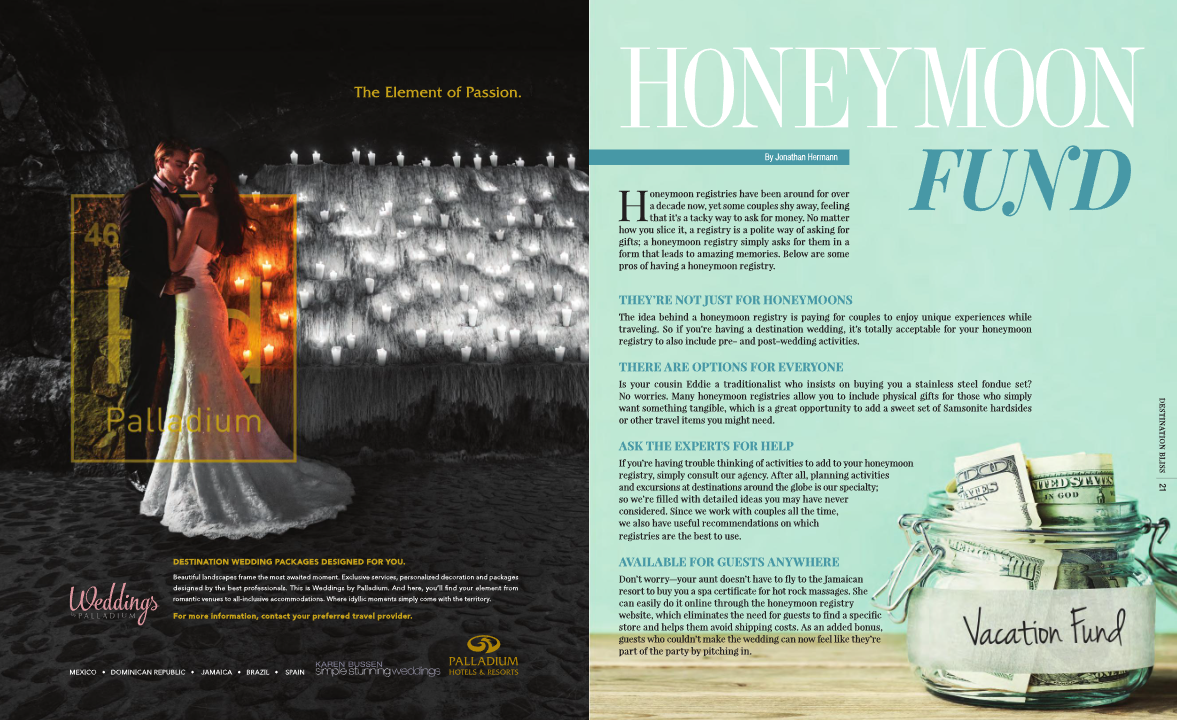 The Element of Passion.
46
Pd
Palladium
DESTINATION WEDDING PACKAGES DESIGNED FOR YOU.
Beautiful landscapes frame the most awaited moment. Exclusive services, personalized decoration and packages
designed by the best professionals. This is Weddings by Palladium. And here, you'll find your element from
romantic venues to all-inclusive accommodations. Where idyllic moments simply come with the territory.
For more information, contact your preferred travel provider.
Weddings
BY PALLADIUM
MEXICO • DOMINICAN REPUBLIC • JAMAICA • BRAZIL • SPAIN
KAREN BUSSEN
simple stunning weddings
PALLADIUM
HOTELS & RESORTS
HONEYMOON
FUND
By Jonathan Herrmann
Honeymoon registries have been around for over
a decade now, yet some couples shy away, feeling
that it's a tacky way to ask for money. No matter
how you slice it, a registry is a polite way of asking for
gifts; a honeymoon registry simply asks for them in a
form that leads to amazing memories. Below are some
pros of having a honeymoon registry.
THEY'RE NOT JUST FOR HONEYMOONS
The idea behind a honeymoon registry is paying for couples to enjoy unique experiences while
traveling. So if you're having a destination wedding, it's totally acceptable for your honeymoon
registry to also include pre- and post-wedding activities.
THERE ARE OPTIONS FOR EVERYONE
Is your cousin Eddie a traditionalist who insists on buying you a stainless steel fondue set?
No worries. Many honeymoon registries allow you to include physical gifts for those who simply
want something tangible, which is a great opportunity to add a sweet set of Samsonite hardsides
or other travel items you might need.
ASK THE EXPERTS FOR HELP
If you're having trouble thinking of activities to add to your honeymoon
registry, simply consult our agency. After all, planning activities
and excursions at destinations around the globe is our specialty;
so we're filled with detailed ideas you may have never
considered. Since we work with couples all the time,
we also have useful recommendations on which
registries are the best to use.
AVAILABLE FOR GUESTS ANYWHERE
Don't worry—your aunt doesn't have to fly to the Jamaican
resort to buy you a spa certificate for hot rock massages. She
can easily do it online through the honeymoon registry
website, which eliminates the need for guests to find a specific
store and helps them avoid shipping costs. As an added bonus,
guests who couldn't make the wedding can now feel like they're
part of the party by pitching in.
STATES
ITED STATES
IN GOD
Vacation Fund
DESTINATION BLISS | 21